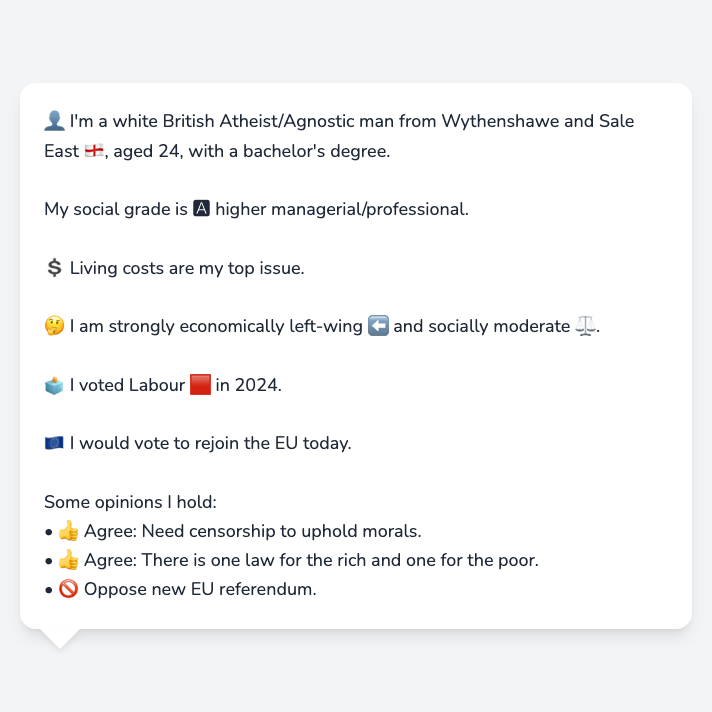 👤 I'm a white British Atheist/Agnostic man from Wythenshawe and Sale
East 🏴󠁧󠁢󠁥󠁮󠁧󠁿, aged 24, with a bachelor's degree.
My social grade is 🅰 higher managerial/professional.
💲 Living costs are my top issue.
🤔 I am strongly economically left-wing ⬅️ and socially moderate ⚖️.
🗳️ I voted Labour 🟥 in 2024.
🇪🇺 I would vote to rejoin the EU today.
Some opinions I hold:
• 👍 Agree: Need censorship to uphold morals.
• 👍 Agree: There is one law for the rich and one for the poor.
• 🚫 Oppose new EU referendum.